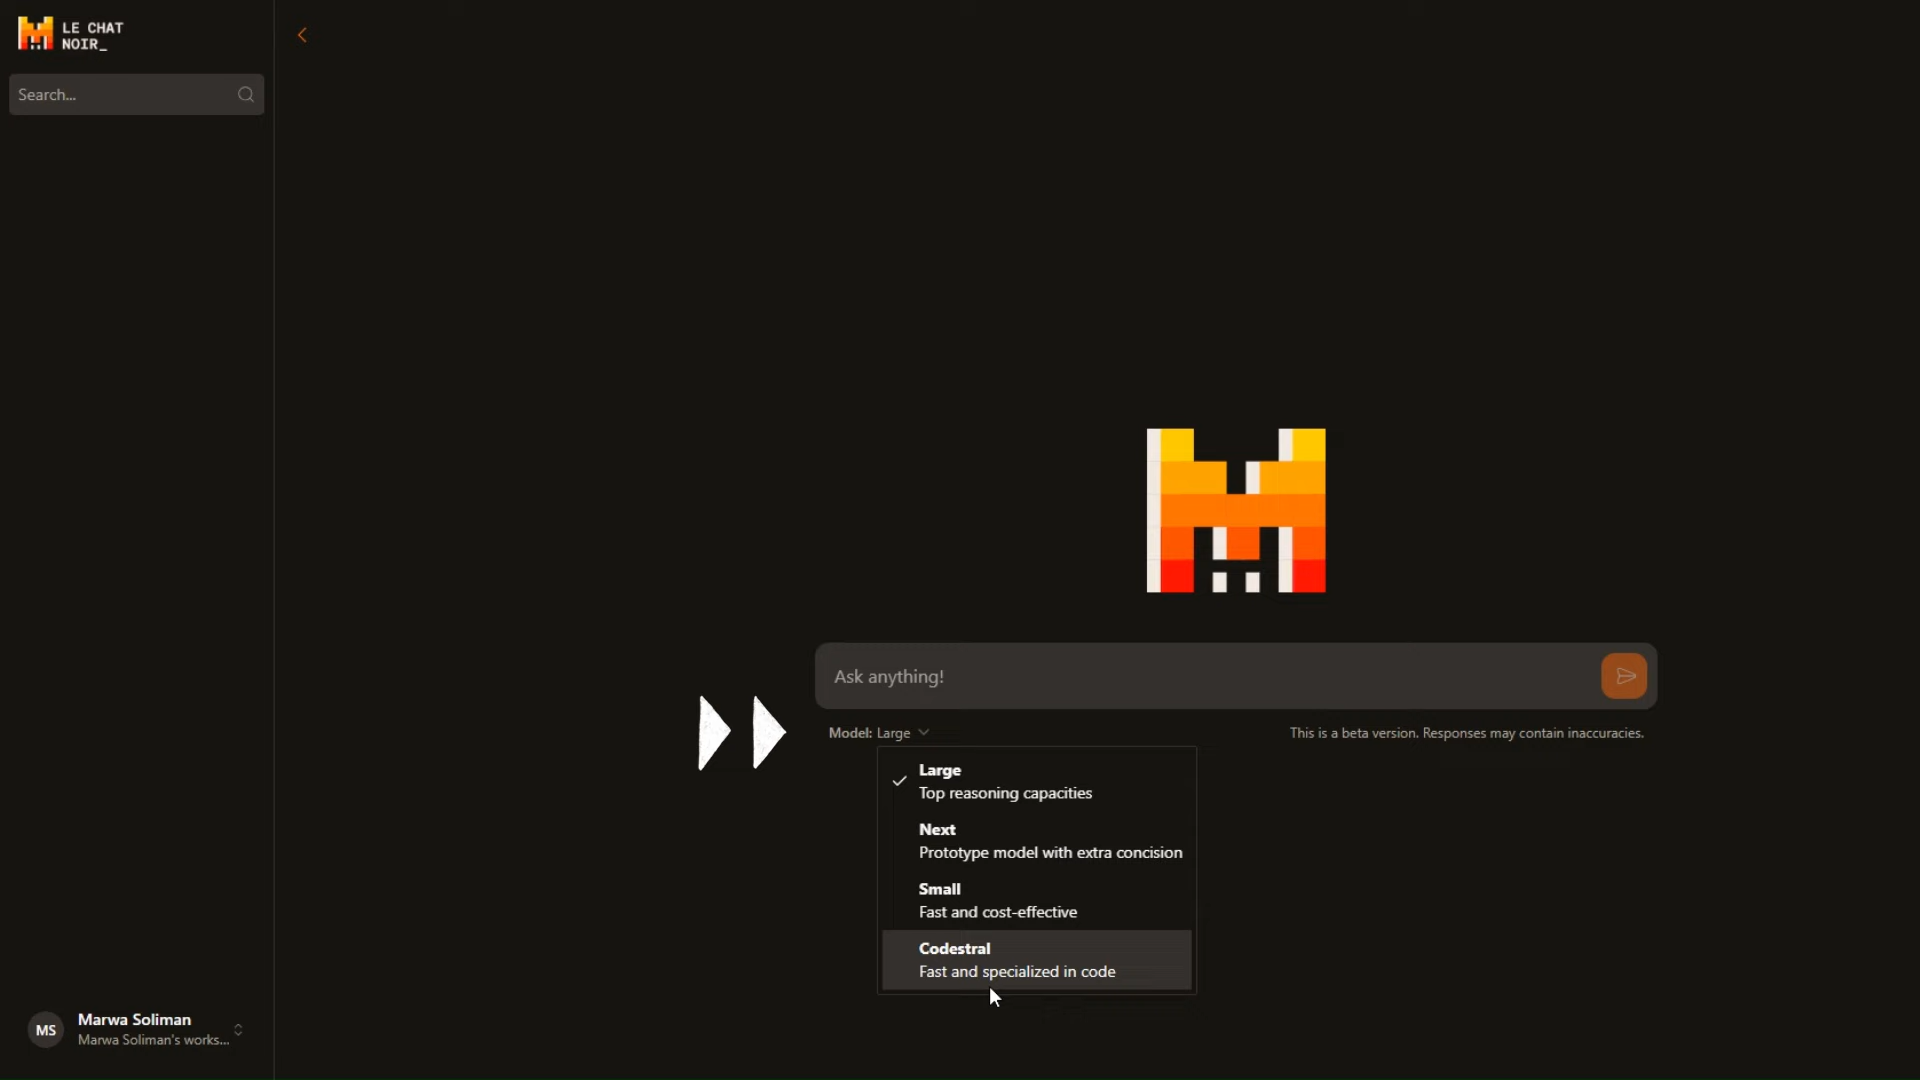 LE CHAT
NOIR_
Search...
Ask anything!
Model: Large
This is a beta version. Responses may contain inaccuracies.
Large
Top reasoning capacities
Next
Prototype model with extra concision
Small
Fast and cost-effective
Codestral
Fast and specialized in code
MS
Marwa Soliman
Marwa Soliman's works...